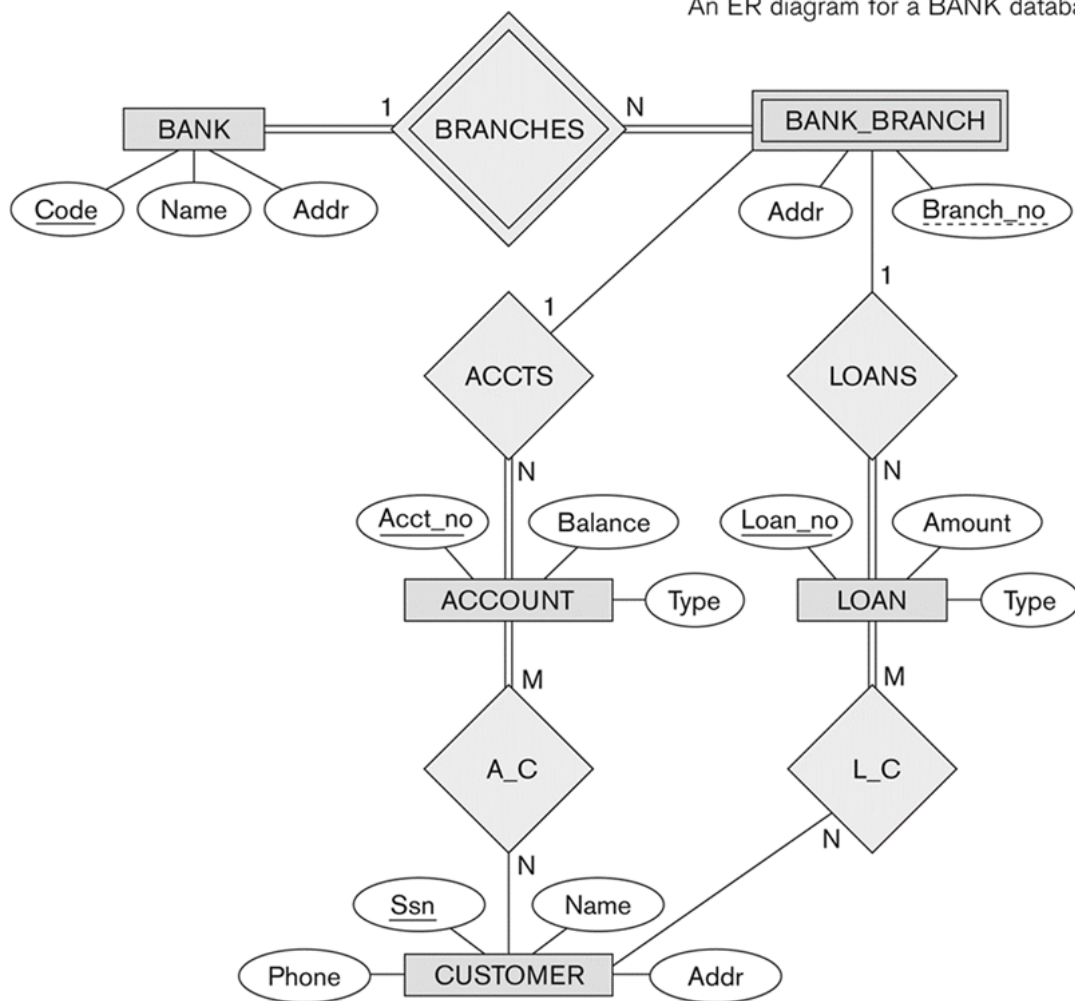 An ER diagram for a BANK
1
N
BANK
BRANCHES
BANK_BRANCH
Code
Name
Addr
Addr
Branch_no
1
1
ACCTS
LOANS
N
N
Acct_no
Balance
Loan_no
Amount
ACCOUNT
Type
LOAN
Type
M
M
A_C
L_C
N
N
Ssn
Name
Phone
CUSTOMER
Addr